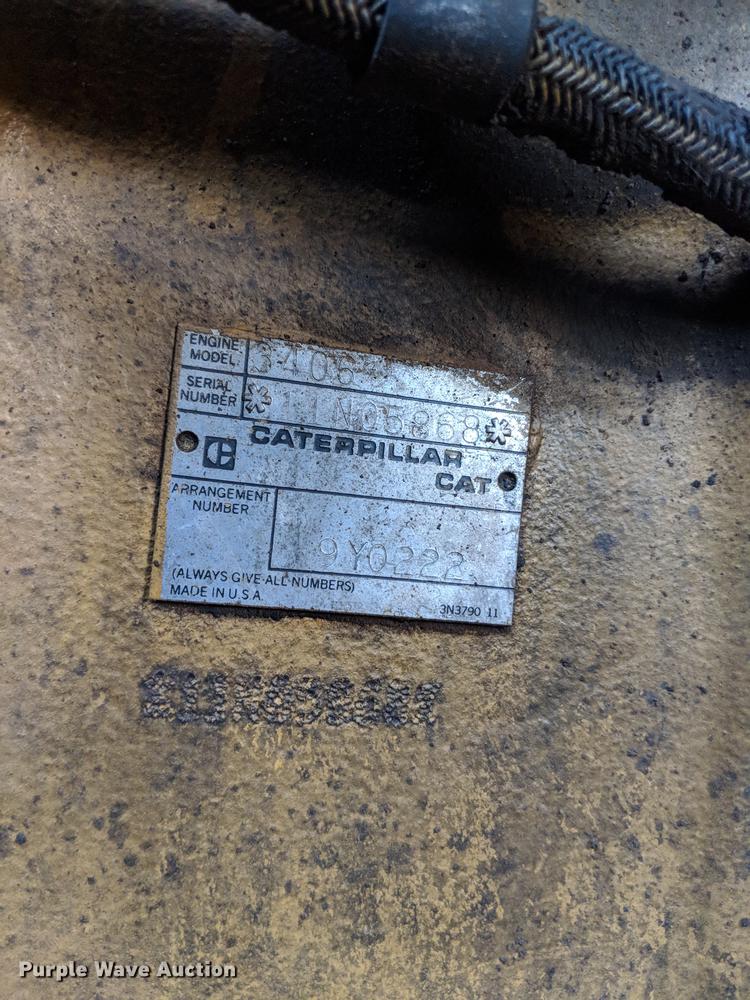 ENGINE MODEL 3406
SERIAL NUMBER
CATERPILLAR
CAT
ARRANGEMENT NUMBER
9Y0222
(ALWAYS GIVE ALL NUMBERS)
MADE IN U.S.A.
3N3790 11
Purple Wave Auction